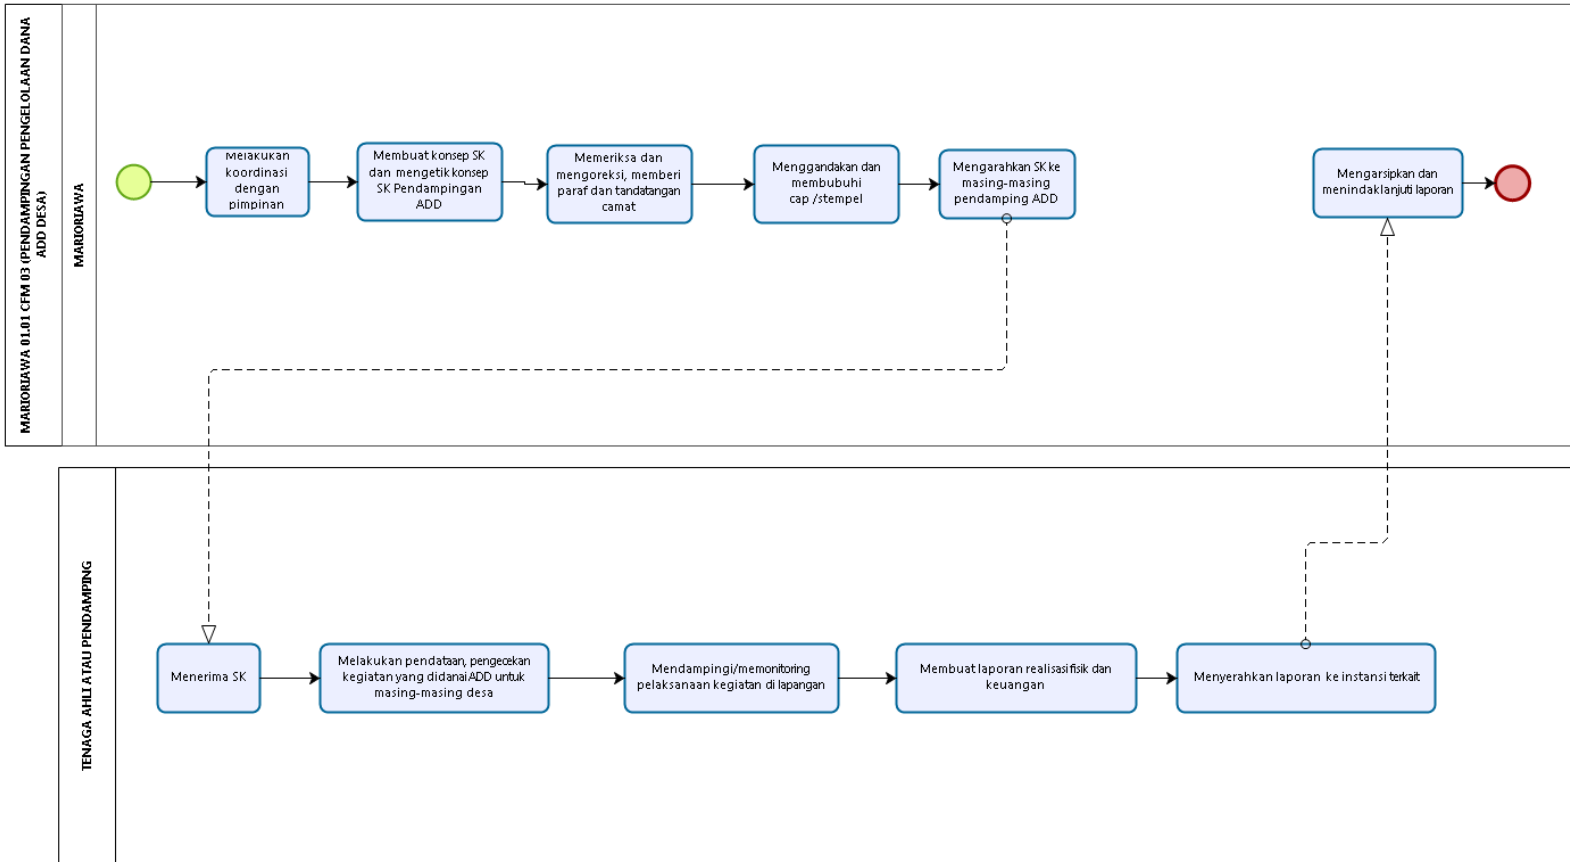 MARIORIAWA 01.01 CFM 03 (PENDAMPINGAN PENGELOLAAN DANA
ADD DESA)
MARIORIAWA
Melakukan
koordinasi
dengan
pimpinan
Membuat konsep SK
dan mengetik konsep
SK Pendampingan
ADD
Memeriksa dan
mengoreksi, memberi
paraf dan tandatangan
camat
Menggandakan dan
membubuhi
cap /stempel
Mengarahkan SK ke
masing-masing
pendamping ADD
Mengarsipkan dan
menindaklanjuti laporan
TENAGA AHLI ATAU PENDAMPING
Menerima SK
Melakukan pendataan, pengecekan
kegiatan yang didanai ADD untuk
masing-masing desa
Mendampingi/memonitoring
pelaksanaan kegiatan di lapangan
Membuat laporan realisasi fisik dan
keuangan
Menyerahkan laporan ke instansi terkait